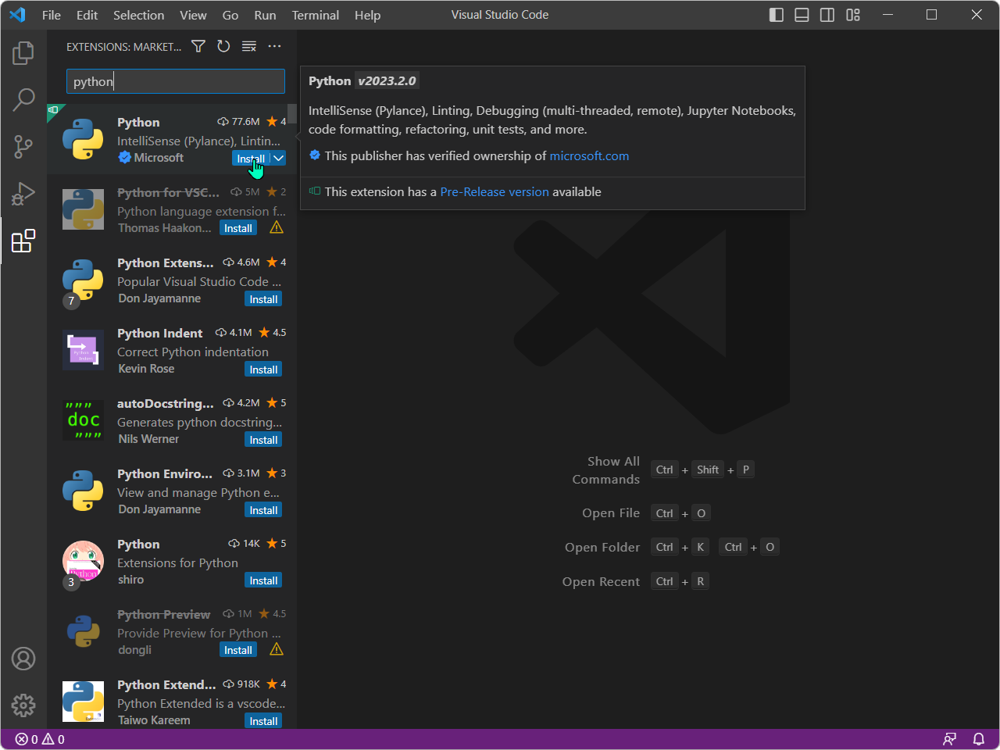 File Edit Selection View Go Run Terminal Help Visual Studio Code
EXTENSIONS: MARKET...
python
Python 77.6M 4
IntelliSense (Pylance), Lintin...
Microsoft Install
Python v2023.2.0
IntelliSense (Pylance), Linting, Debugging (multi-threaded, remote), Jupyter Notebooks,
code formatting, refactoring, unit tests, and more.
This publisher has verified ownership of microsoft.com
This extension has a Pre-Release version available
Python for VSC... 5M 2
Python language extension f...
Thomas Haakon... Install
Python Extens... 4.6M 4
Popular Visual Studio Code ...
7 Don Jayamanne Install
Python Indent 4.1M 4.5
Correct Python indentation
Kevin Rose Install
autoDocstring... 4.2M 5
""" 
doc
"""
Generates python docstring...
Nils Werner Install
Python Enviro... 3.1M 3
View and manage Python e...
Don Jayamanne Install
Python 14K 5
Extensions for Python
Python
3 shiro Install
Python Preview 1M 4.5
Provide Preview for Python ...
dongli Install
Python Extend... 918K 4
Python Extended is a vscode...
Taiwo Kareem Install
Show All
Commands Ctrl + Shift + P
Open File Ctrl + O
Open Folder Ctrl + K Ctrl + O
Open Recent Ctrl + R
0 0